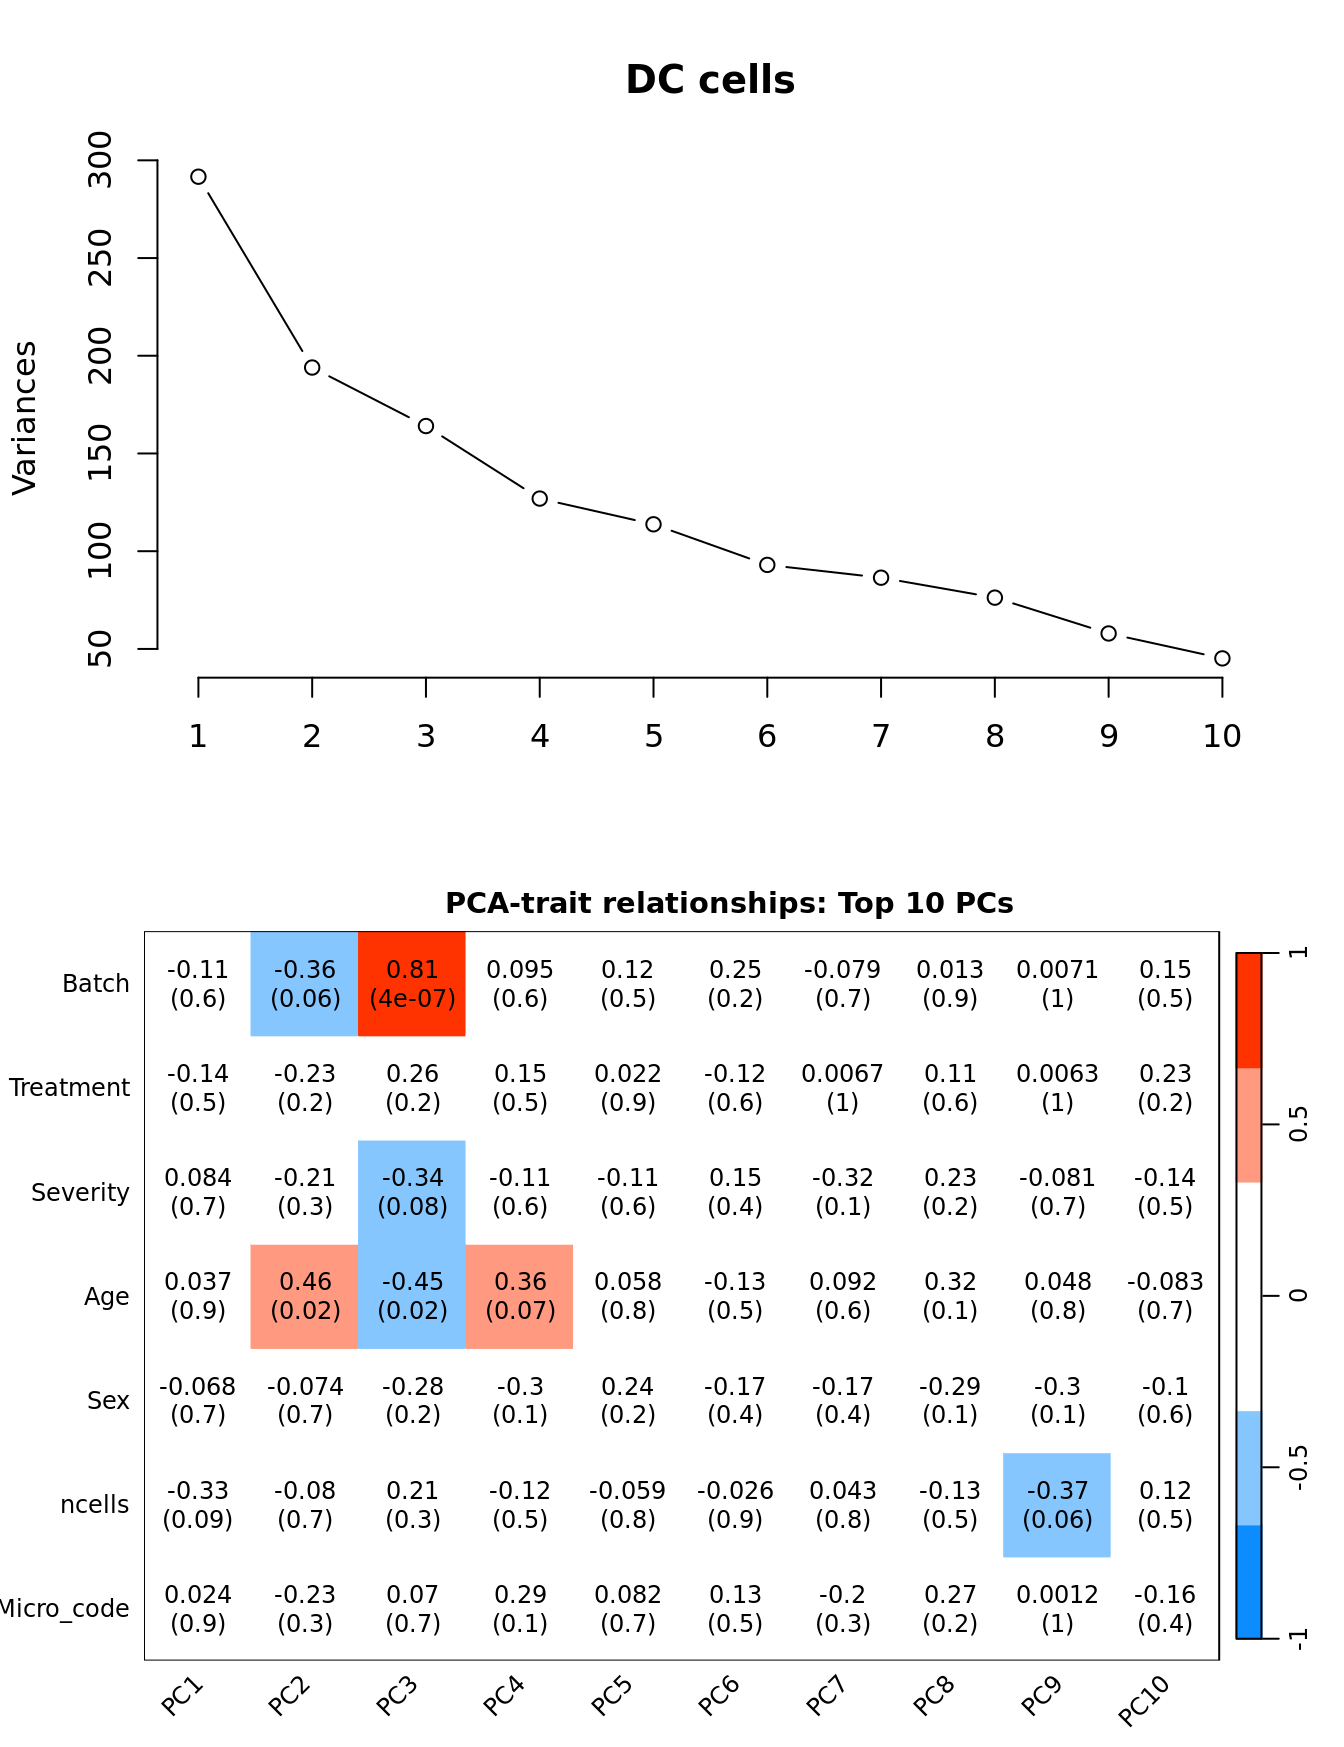 DC cells
Variances
300
250
200
150
100
50
1 2 3 4 5 6 7 8 9 10
PCA-trait relationships: Top 10 PCs
Batch -0.11 -0.36 0.81 0.095 0.12 0.25 -0.079 0.013 0.0071 0.15
(0.6) (0.06) (4e-07) (0.6) (0.5) (0.2) (0.7) (0.9) (1) (0.5)
Treatment -0.14 -0.23 0.26 0.15 0.022 -0.12 0.0067 0.11 0.0063 0.23
(0.5) (0.2) (0.2) (0.5) (0.9) (0.6) (1) (0.6) (1) (0.2)
Severity 0.084 -0.21 -0.34 -0.11 -0.11 0.15 -0.32 0.23 -0.081 -0.14
(0.7) (0.3) (0.08) (0.6) (0.6) (0.4) (0.1) (0.2) (0.7) (0.5)
Age 0.037 0.46 -0.45 0.36 0.058 -0.13 0.092 0.32 0.048 -0.083
(0.9) (0.02) (0.02) (0.07) (0.8) (0.5) (0.6) (0.1) (0.8) (0.7)
Sex -0.068 -0.074 -0.28 -0.3 0.24 -0.17 -0.17 -0.29 -0.3 -0.1
(0.7) (0.7) (0.2) (0.1) (0.2) (0.4) (0.4) (0.1) (0.1) (0.6)
ncells -0.33 -0.08 0.21 -0.12 -0.059 -0.026 0.043 -0.13 -0.37 0.12
(0.09) (0.7) (0.3) (0.5) (0.8) (0.9) (0.8) (0.5) (0.06) (0.5)
Micro_code 0.024 -0.23 0.07 0.29 0.082 0.13 -0.2 0.27 0.0012 -0.16
(0.9) (0.3) (0.7) (0.1) (0.7) (0.5) (0.3) (0.2) (1) (0.4)
PC1 PC2 PC3 PC4 PC5 PC6 PC7 PC8 PC9 PC10
1
0.5
0
-0.5
-1